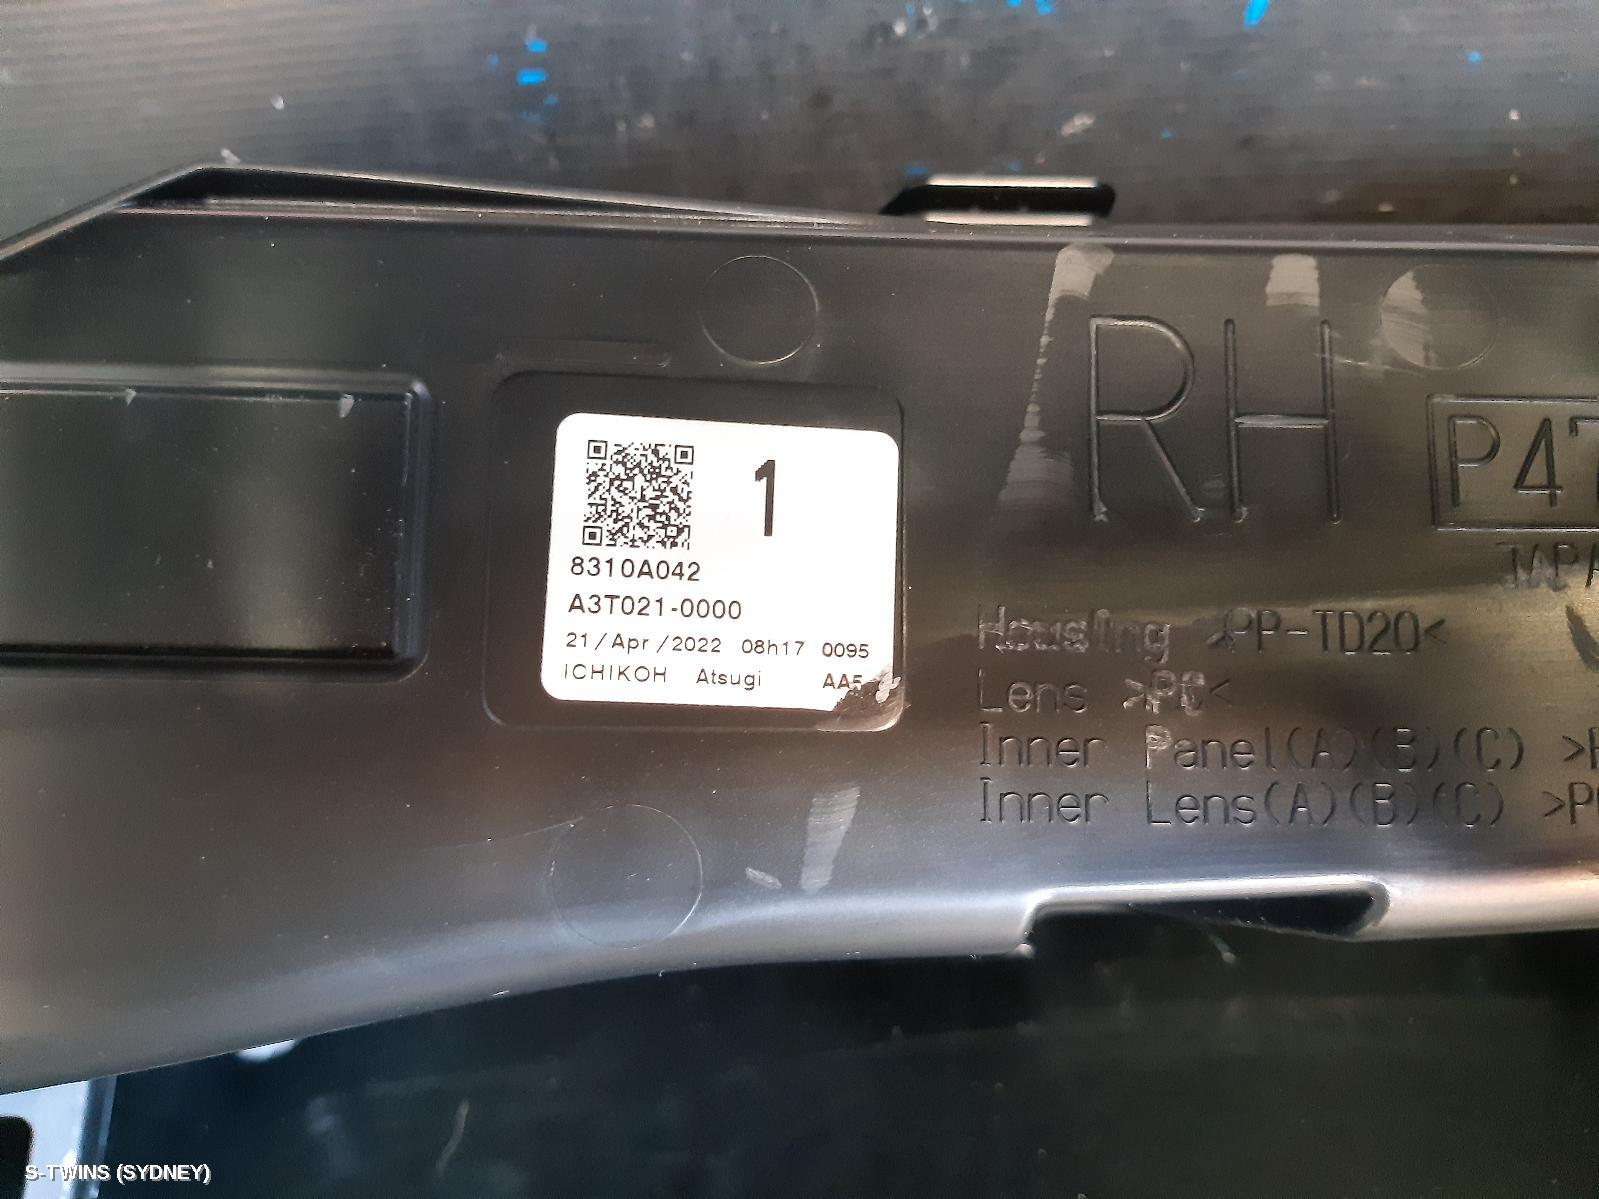 1
8310A042
A3T021-0000
21/Apr/2022 08h17 0095
ICHIKOH Atsugi
RH
Housing >PP-TD20<
Lens >PC<
Inner Panel(A)(B)(C)
Inner Lens(A)(B)(C)
S-TWINS (SYDNEY)